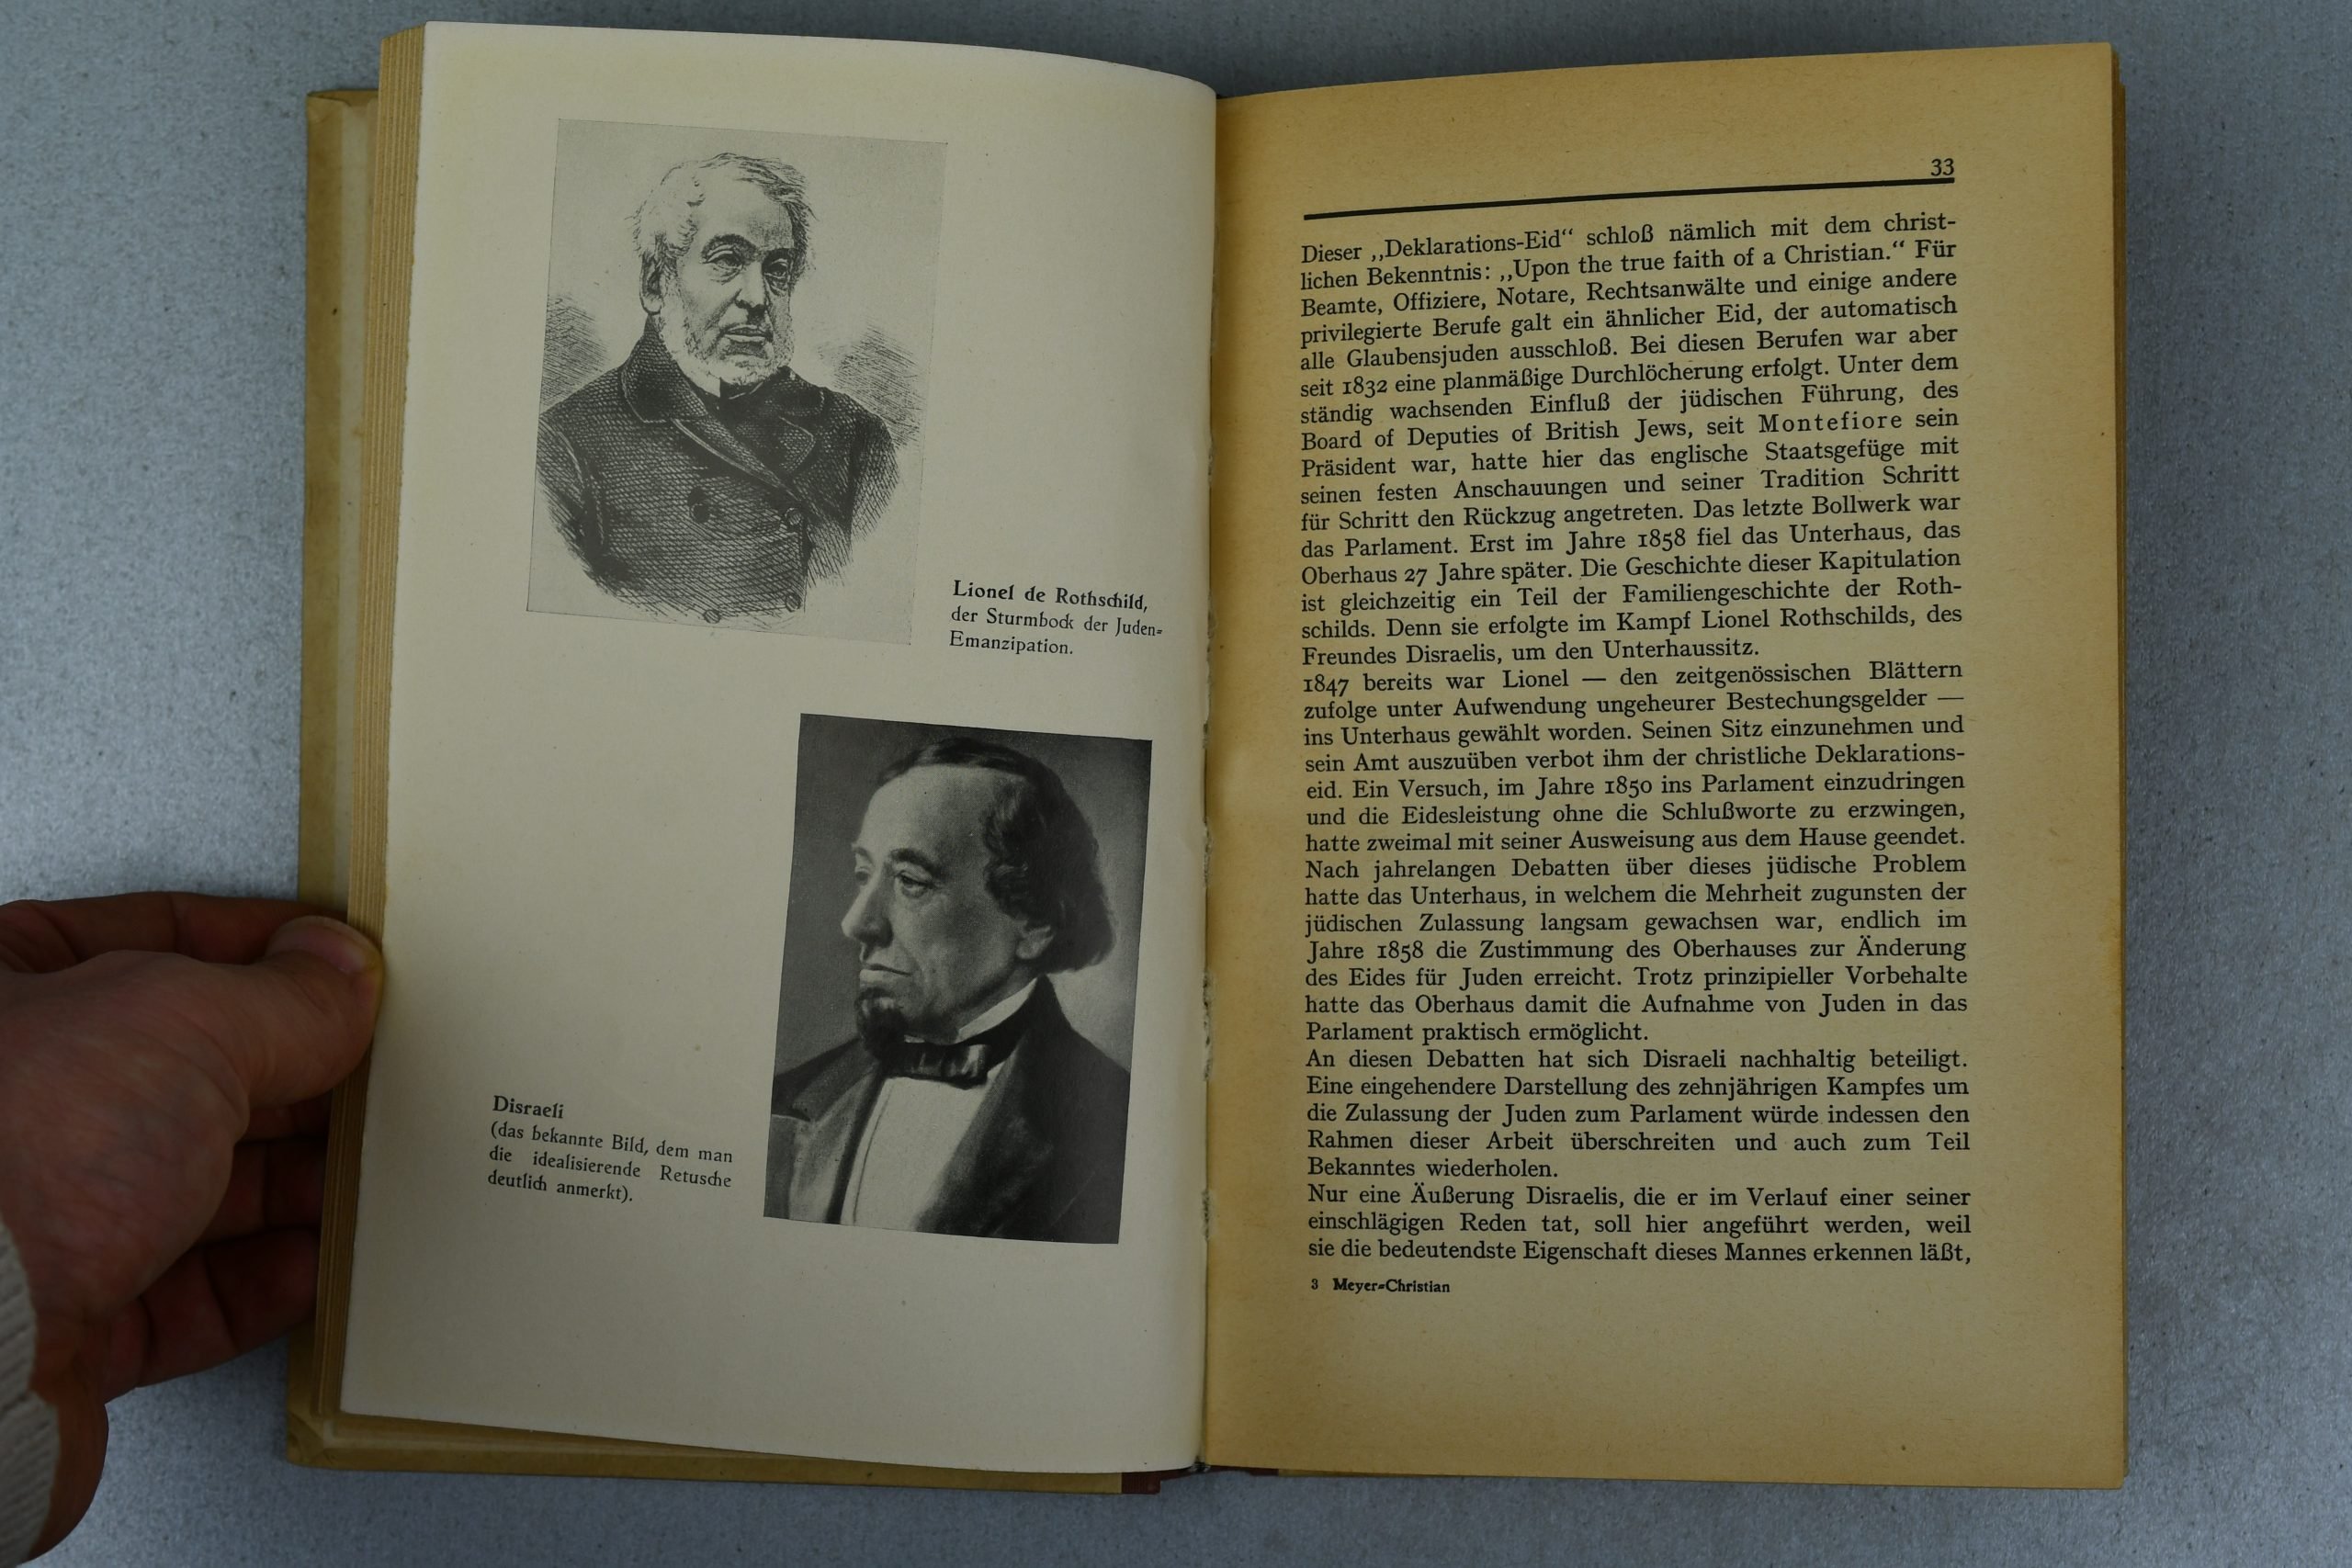 Lionel de Rothschild,
der Sturmbock der Juden-
Emanzipation.
Disraeli
(das bekannte Bild, dem man
die idealisierende Retusche
deutlich anmerkt).
33
Dieser „Deklarations-Eid“ schloß nämlich mit dem christ-
lichen Bekenntnis: „Upon the true faith of a Christian.“ Für
Beamte, Offiziere, Notare, Rechtsanwälte und einige andere
privilegierte Berufe galt ein ähnlicher Eid, der automatisch
alle Glaubensjuden ausschloß. Bei diesen Berufen war aber
seit 1832 eine planmäßige Durchlöcherung erfolgt. Unter dem
ständig wachsenden Einfluß der jüdischen Führung, des
Board of Deputies of British Jews, seit Montefiore sein
Präsident war, hatte hier das englische Staatsgefüge mit
seinen festen Anschauungen und seiner Tradition Schritt
für Schritt den Rückzug angetreten. Das letzte Bollwerk war
das Parlament. Erst im Jahre 1858 fiel das Unterhaus, das
Oberhaus 27 Jahre später. Die Geschichte dieser Kapitulation
ist gleichzeitig ein Teil der Familiengeschichte der Roth-
schilds. Denn sie erfolgte im Kampf Lionel Rothschilds, des
Freundes Disraelis, um den Unterhaussitz.
1847 bereits war Lionel — den zeitgenössischen Blättern
zufolge unter Aufwendung ungeheurer Bestechungsgelder —
ins Unterhaus gewählt worden. Seinen Sitz einzunehmen und
sein Amt auszuüben verbot ihm der christliche Deklarations-
eid. Ein Versuch, im Jahre 1850 ins Parlament einzudringen
und die Eidesleistung ohne die Schlußworte zu erzwingen,
hatte zweimal mit seiner Ausweisung aus dem Hause geendet.
Nach jahrelangen Debatten über dieses jüdische Problem
hatte das Unterhaus, in welchem die Mehrheit zugunsten der
jüdischen Zulassung langsam gewachsen war, endlich im
Jahre 1858 die Zustimmung des Oberhauses zur Änderung
des Eides für Juden erreicht. Trotz prinzipieller Vorbehalte
hatte das Oberhaus damit die Aufnahme von Juden in das
Parlament praktisch ermöglicht.
An diesen Debatten hat sich Disraeli nachhaltig beteiligt.
Eine eingehendere Darstellung des zehnjährigen Kampfes um
die Zulassung der Juden zum Parlament würde indessen den
Rahmen dieser Arbeit überschreiten und auch zum Teil
Bekanntes wiederholen.
Nur eine Äußerung Disraelis, die er im Verlauf einer seiner
einschlägigen Reden tat, soll hier angeführt werden, weil
sie die bedeutendste Eigenschaft dieses Mannes erkennen läßt,
3 Meyer-Christian